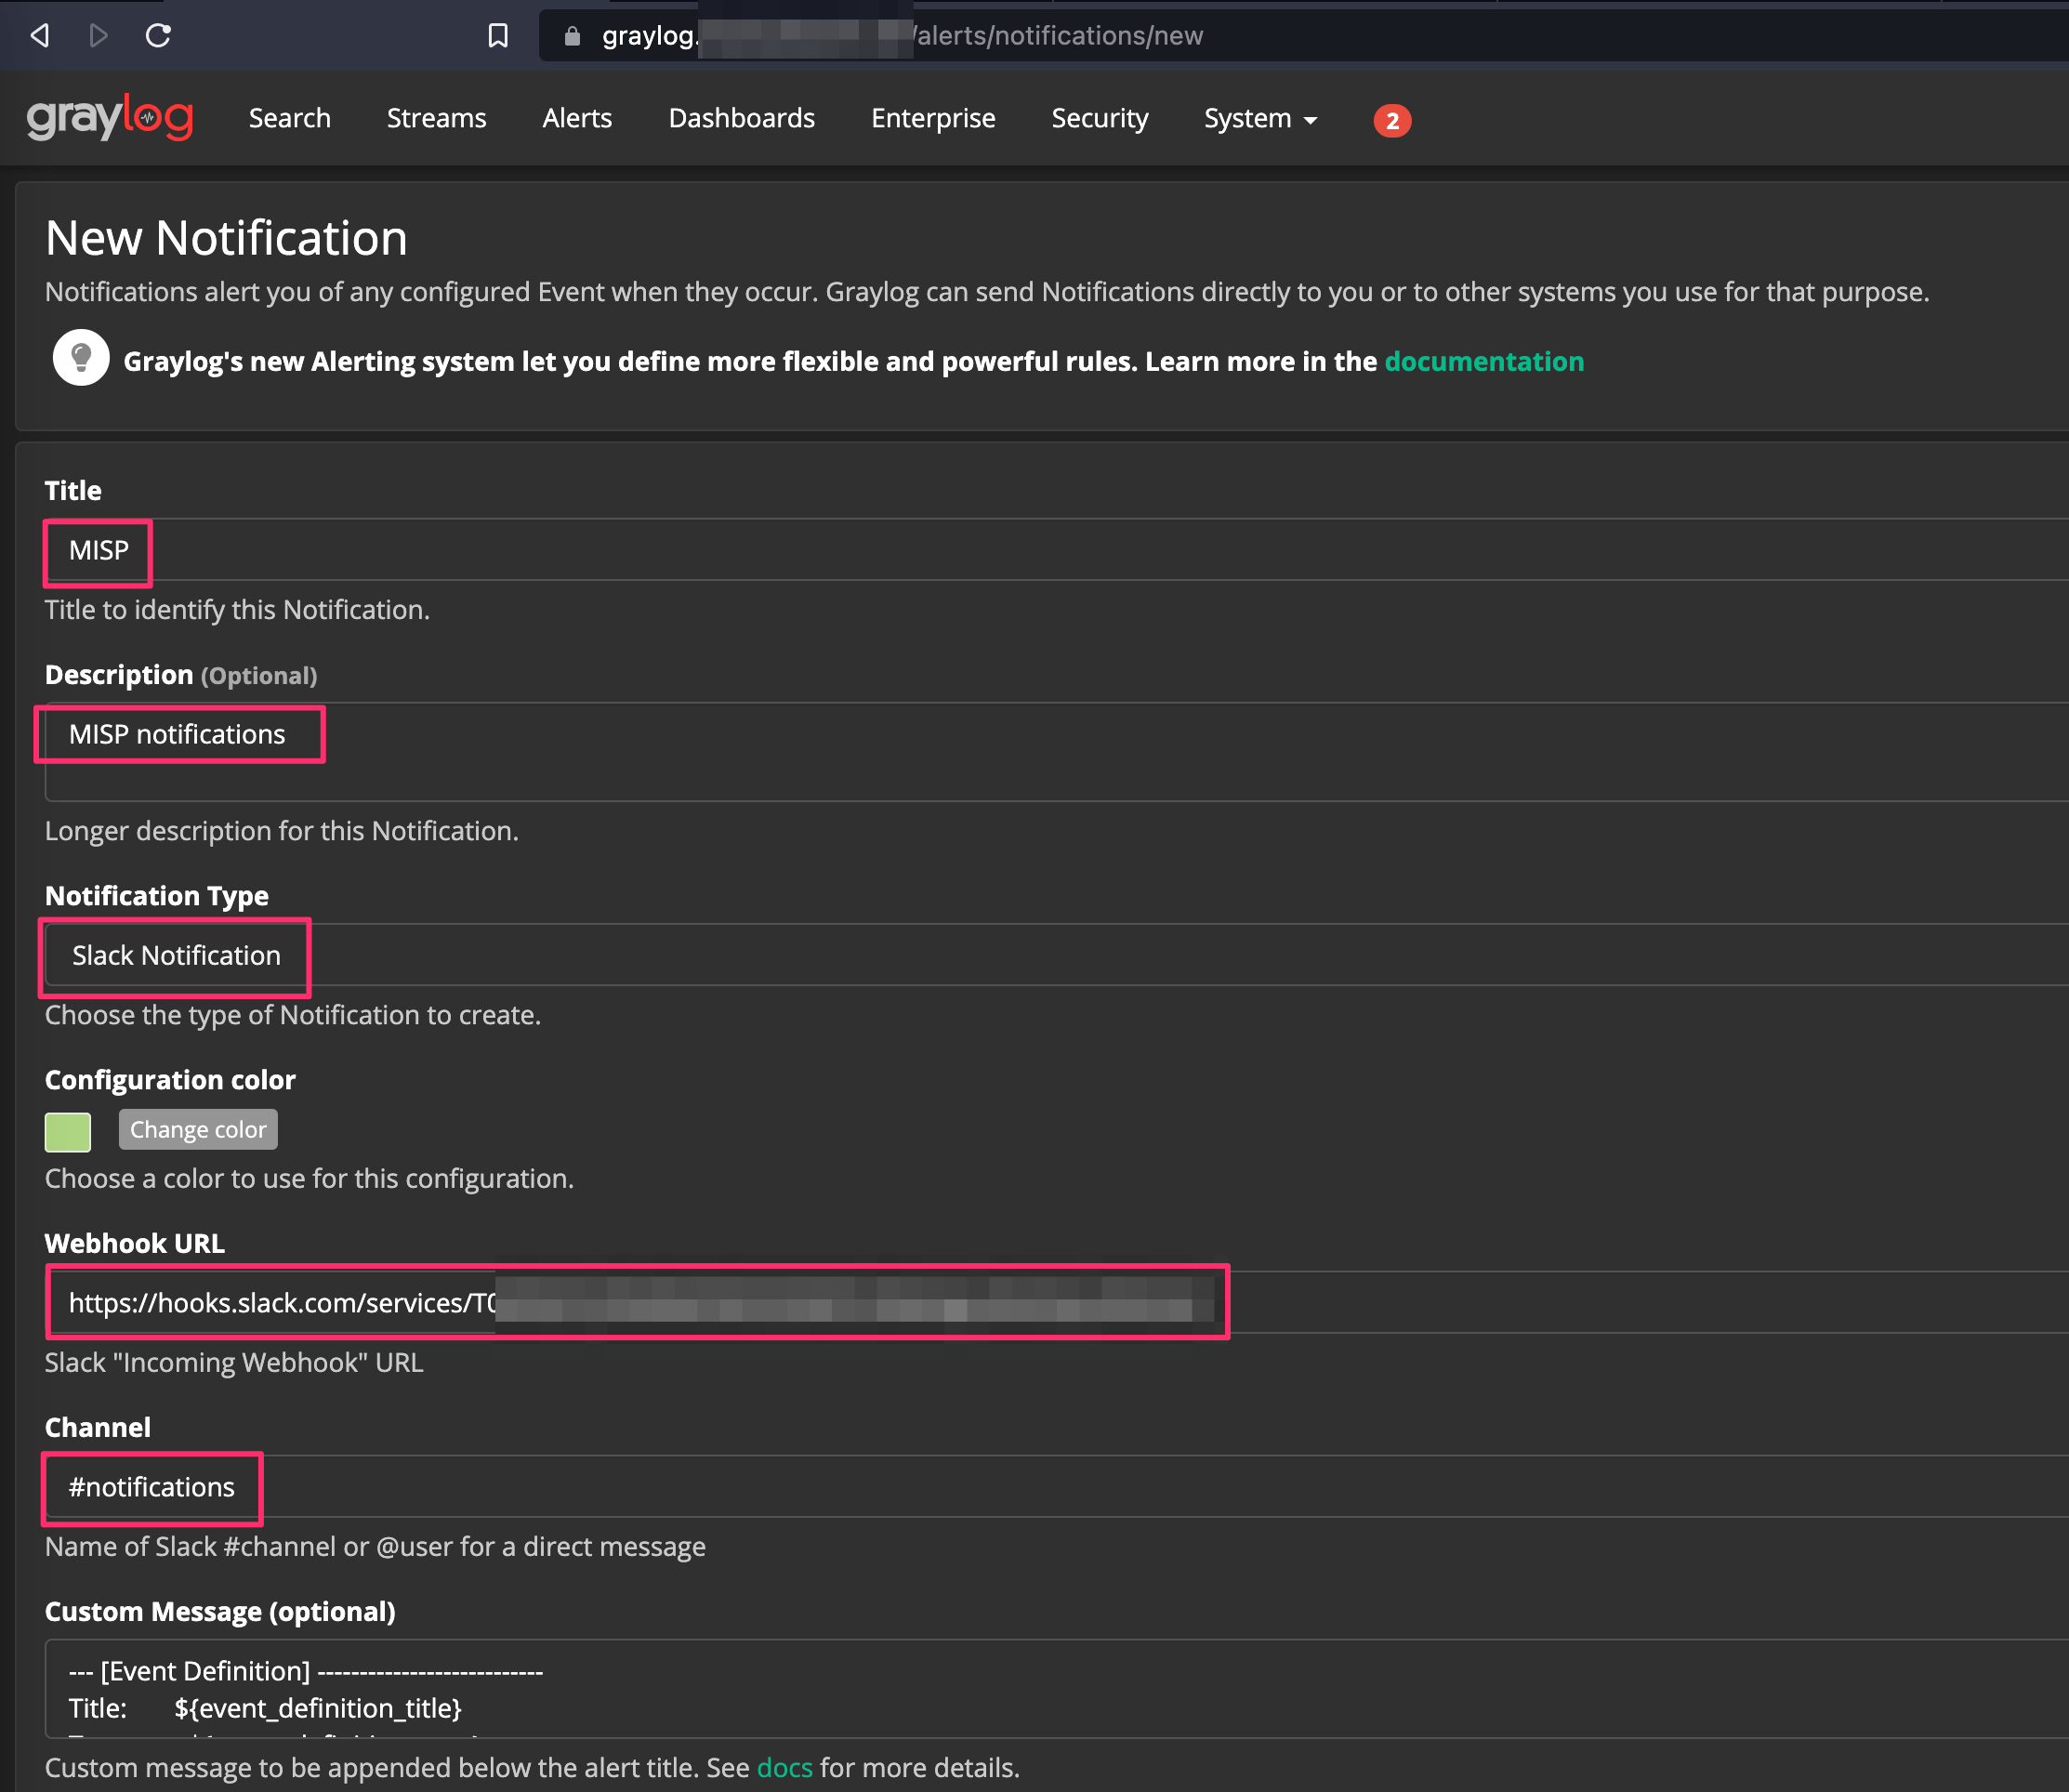 graylog. /alerts/notifications/new
graylog Search Streams Alerts Dashboards Enterprise Security System 2
New Notification
Notifications alert you of any configured Event when they occur. Graylog can send Notifications directly to you or to other systems you use for that purpose.
Graylog's new Alerting system let you define more flexible and powerful rules. Learn more in the documentation
Title
MISP
Title to identify this Notification.
Description (Optional)
MISP notifications
Longer description for this Notification.
Notification Type
Slack Notification
Choose the type of Notification to create.
Configuration color
Change color
Choose a color to use for this configuration.
Webhook URL
https://hooks.slack.com/services/T0
Slack "Incoming Webhook" URL
Channel
#notifications
Name of Slack #channel or @user for a direct message
Custom Message (optional)
--- [Event Definition] ---------------------------
Title: ${event_definition_title}
Custom message to be appended below the alert title. See docs for more details.